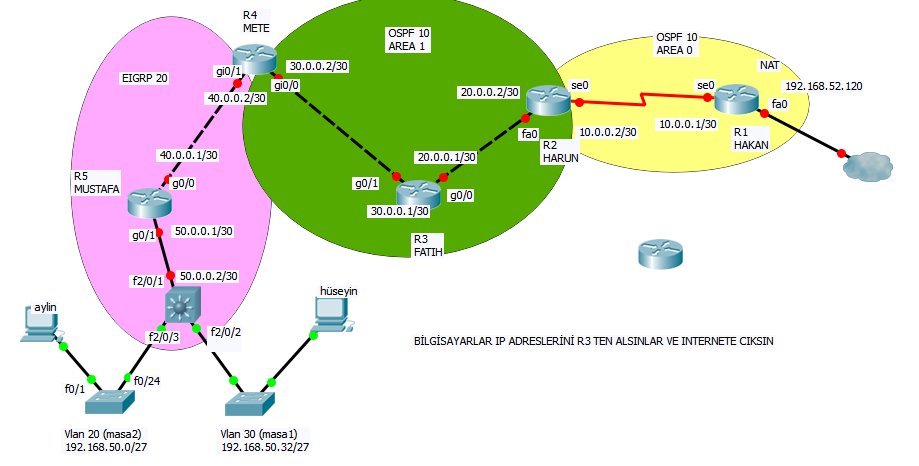 R4
METE
OSPF 10
AREA 1
OSPF 10
AREA 0
NAT
EIGRP 20
gi0/1
30.0.0.2/30
gi0/0
40.0.0.2/30
20.0.0.2/30
se0
se0
192.168.52.120
fa0
fa0
10.0.0.2/30
10.0.0.1/30
R2
HARUN
R1
HAKAN
40.0.0.1/30
20.0.0.1/30
R5
MUSTAFA
g0/0
g0/1
g0/0
30.0.0.1/30
g0/1
50.0.0.1/30
R3
FATIH
50.0.0.2/30
f2/0/1
aylin
hüseyin
f2/0/3
f2/0/2
BİLGİSAYARLAR IP ADRESLERİNİ R3 TEN ALSINLAR VE INTERNETE CIKSIN
f0/1
f0/24
Vlan 20 (masa2)
192.168.50.0/27
Vlan 30 (masa1)
192.168.50.32/27